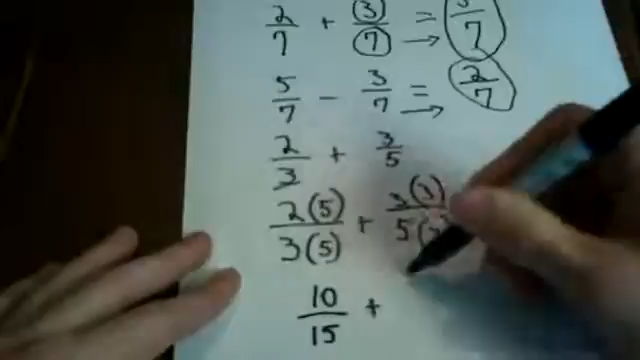 2/7 + 3/7 = 5/7
5/7 - 3/7 = 2/7
2/3 + 3/5
2(5)/3(5) + 3(3)/5(3)
10/15 +